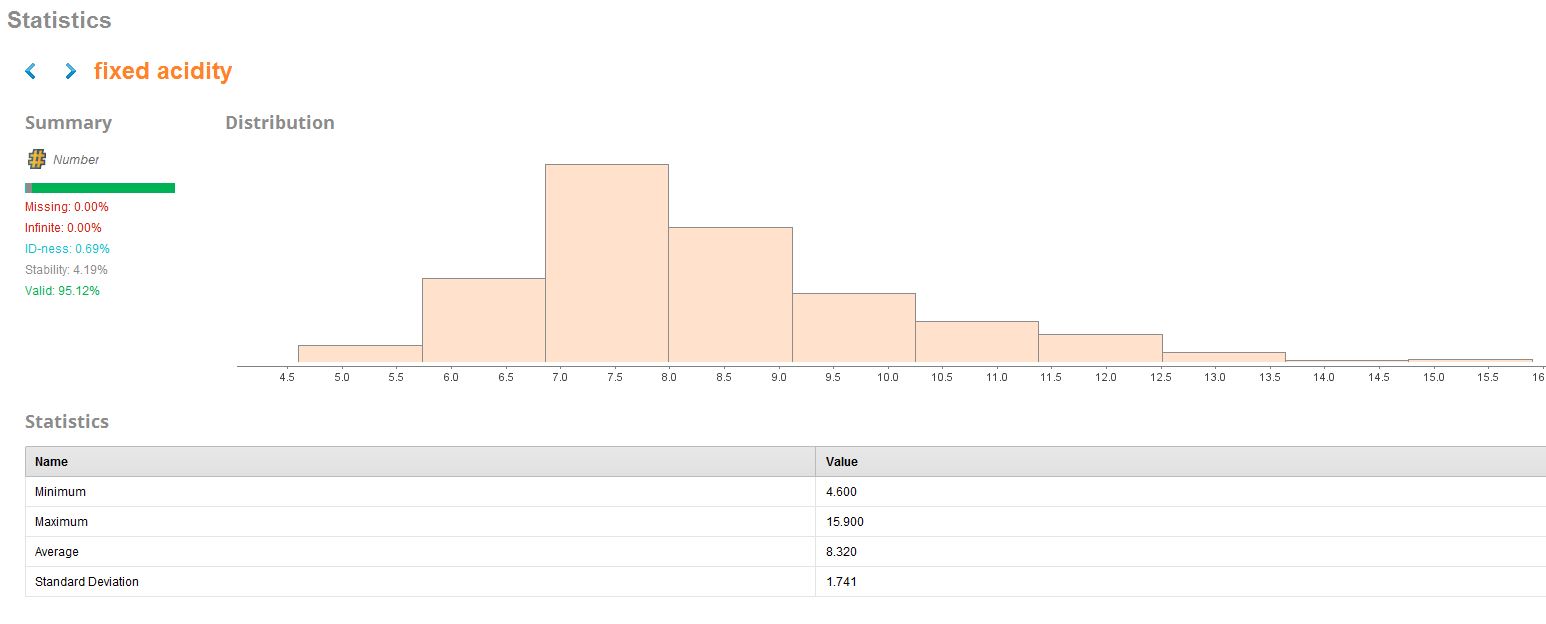 Statistics
fixed acidity
Summary
Distribution
# Number
Missing: 0.00%
Infinite: 0.00%
ID-ness: 0.69%
Stability: 4.19%
Valid: 95.12%
4.5 5.0 5.5 6.0 6.5 7.0 7.5 8.0 8.5 9.0 9.5 10.0 10.5 11.0 11.5 12.0 12.5 13.0 13.5 14.0 14.5 15.0 15.5 16
Statistics
Name Value
Minimum 4.600
Maximum 15.900
Average 8.320
Standard Deviation 1.741